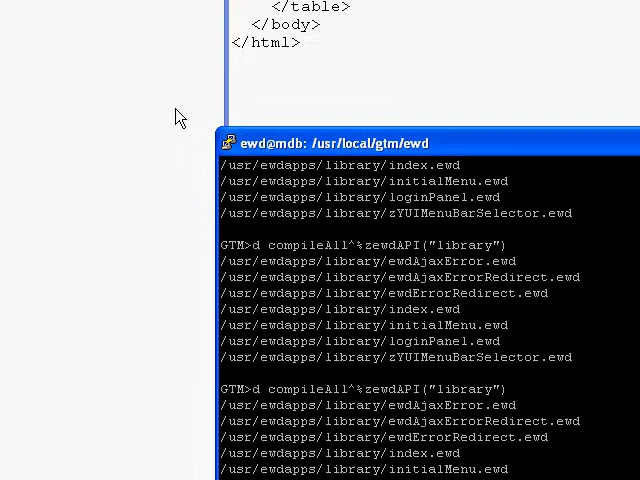 </table>
</body>
</html>
ewd@mdb: /usr/local/gtm/ewd
/usr/ewdapps/library/index.ewd
/usr/ewdapps/library/initialMenu.ewd
/usr/ewdapps/library/loginPanel.ewd
/usr/ewdapps/library/zYUIMenuBarSelector.ewd
GTM>d compileAll^%zewdAPI("library")
/usr/ewdapps/library/ewdAjaxError.ewd
/usr/ewdapps/library/ewdAjaxErrorRedirect.ewd
/usr/ewdapps/library/ewdErrorRedirect.ewd
/usr/ewdapps/library/index.ewd
/usr/ewdapps/library/initialMenu.ewd
/usr/ewdapps/library/loginPanel.ewd
/usr/ewdapps/library/zYUIMenuBarSelector.ewd
GTM>d compileAll^%zewdAPI("library")
/usr/ewdapps/library/ewdAjaxError.ewd
/usr/ewdapps/library/ewdAjaxErrorRedirect.ewd
/usr/ewdapps/library/ewdErrorRedirect.ewd
/usr/ewdapps/library/index.ewd
/usr/ewdapps/library/initialMenu.ewd